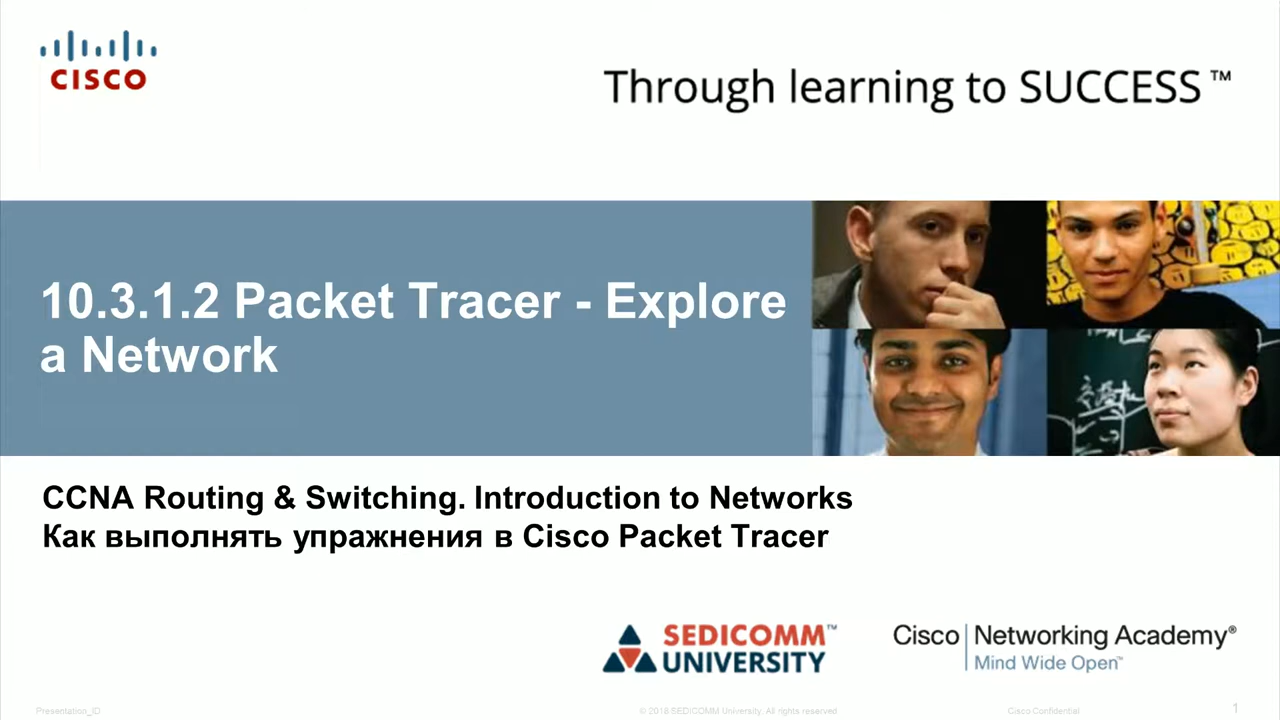 CISCO
Through learning to SUCCESS™
10.3.1.2 Packet Tracer - Explore
a Network
CCNA Routing & Switching. Introduction to Networks
Как выполнять упражнения в Cisco Packet Tracer
SEDICOMM™
UNIVERSITY
Cisco Networking Academy®
Mind Wide Open™
Presentation_ID
© 2018 SEDICOMM University. All rights reserved
Cisco Confidential
1